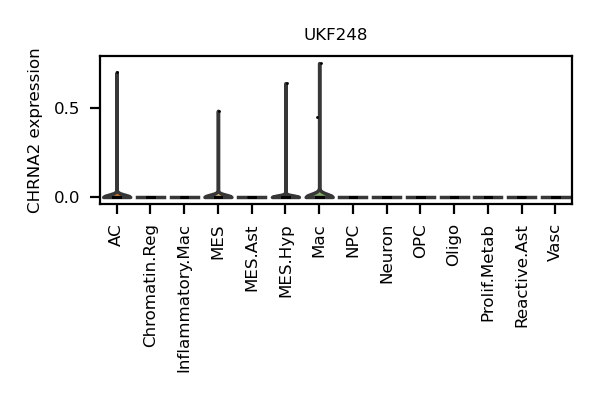 UKF248
CHRNA2 expression
0.5
0.0
AC
Chromatin.Reg
Inflammatory.Mac
MES
MES.Ast
MES.Hyp
Mac
NPC
Neuron
OPC
Oligo
Prolif.Metab
Reactive.Ast
Vasc